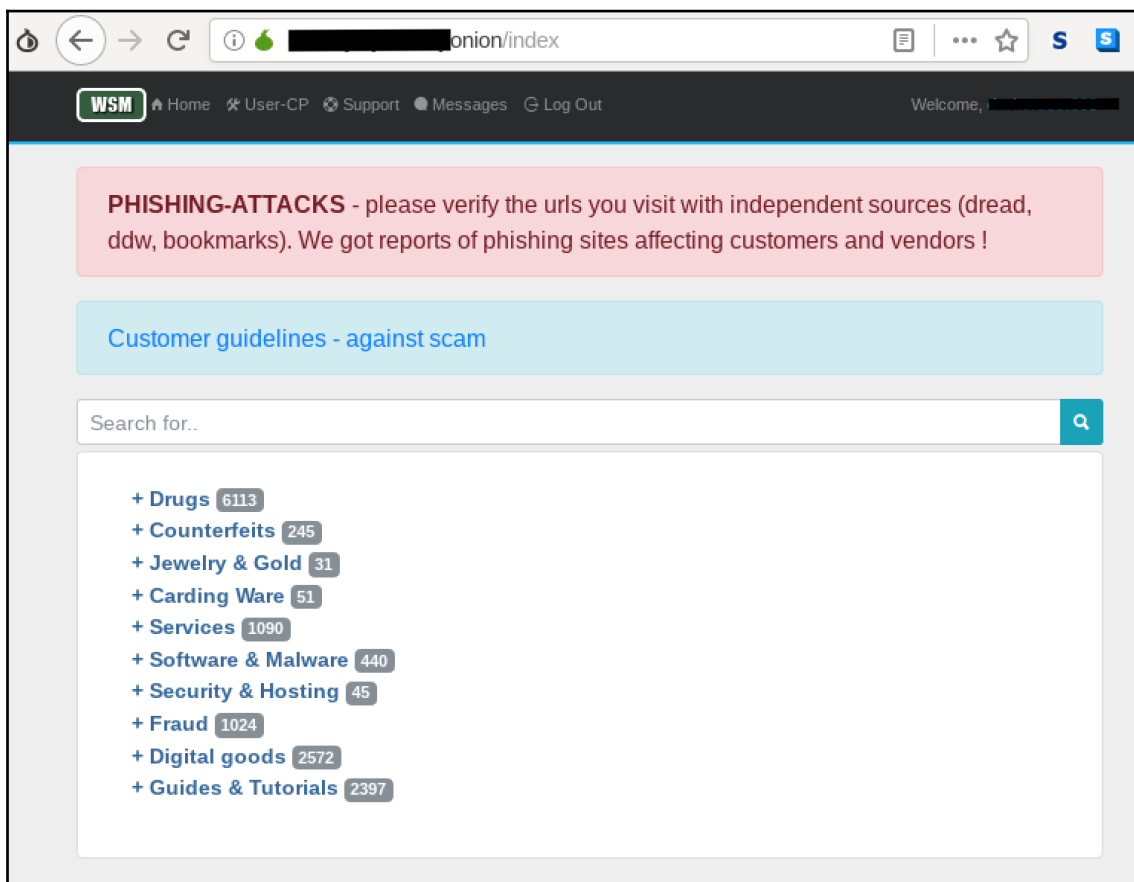 onion/index
S S
WSM Home User-CP Support Messages Log Out Welcome,
PHISHING-ATTACKS - please verify the urls you visit with independent sources (dread,
ddw, bookmarks). We got reports of phishing sites affecting customers and vendors !
Customer guidelines - against scam
Search for..
+ Drugs 6113
+ Counterfeits 245
+ Jewelry & Gold 31
+ Carding Ware 51
+ Services 1090
+ Software & Malware 440
+ Security & Hosting 45
+ Fraud 1024
+ Digital goods 2572
+ Guides & Tutorials 2397